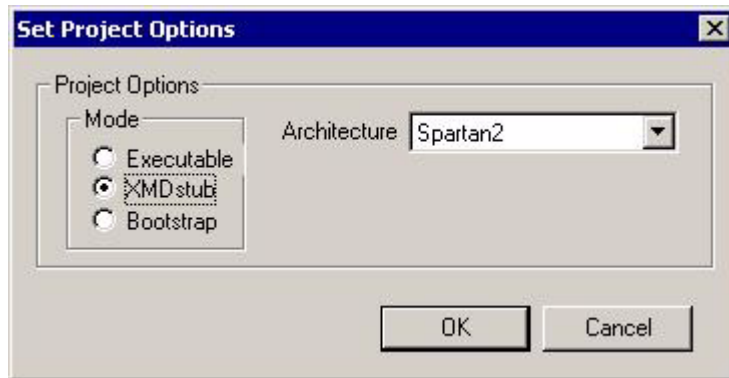 Set Project Options
Project Options
Mode
Executable
XMDstub
Bootstrap
Architecture Spartan2
OK Cancel